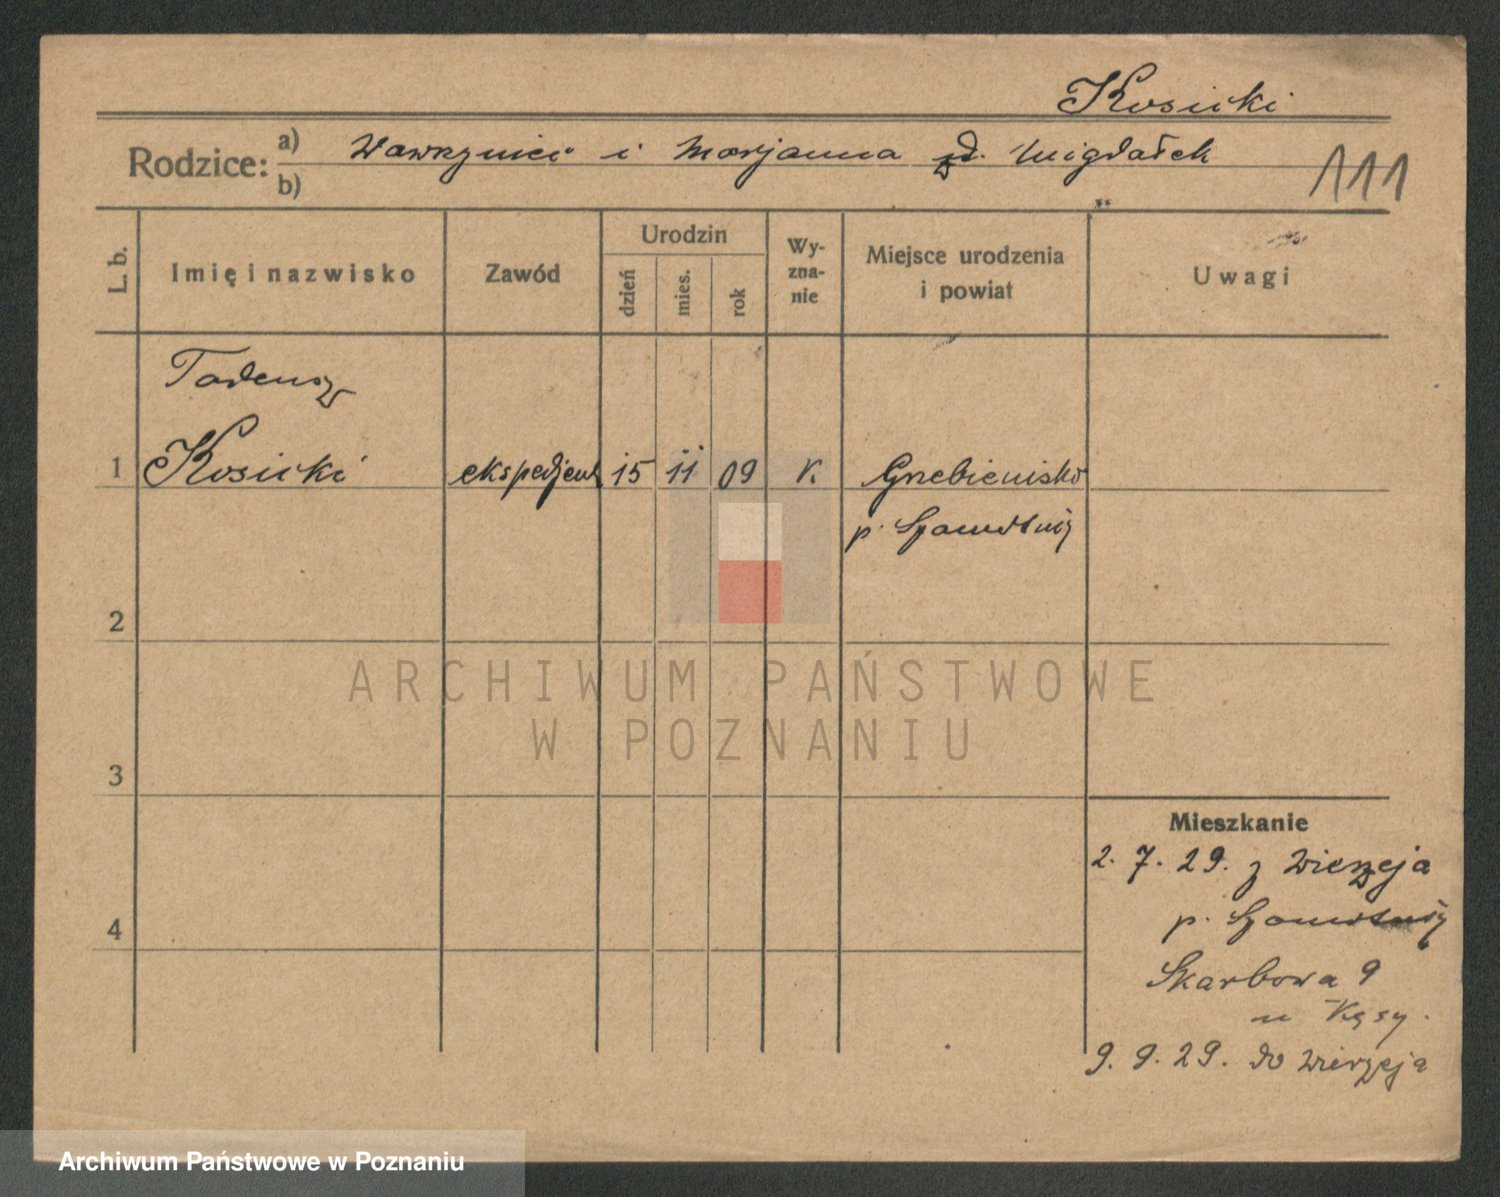 Kosicki
Rodzice: a) Wawrzyniec i Marjanna zd. Migdałek
b)
111
L. b.
Imię i nazwisko
Zawód
Urodzin
dzień
mies.
rok
Wy-
zna-
nie
Miejsce urodzenia
i powiat
Uwagi
Tadeusz
1 Kosicki ekspedjent 15 11 09 K. Grzebienisko
p. Szamotuły
2
3
4
Mieszkanie
2. 7. 29. z Wierzeja
p. Szamotuły
Skarbowa 9
u Kęsy.
9. 9. 29. do Wierzeja
ARCHIWUM PAŃSTWOWE
W POZNANIU
Archiwum Państwowe w Poznaniu